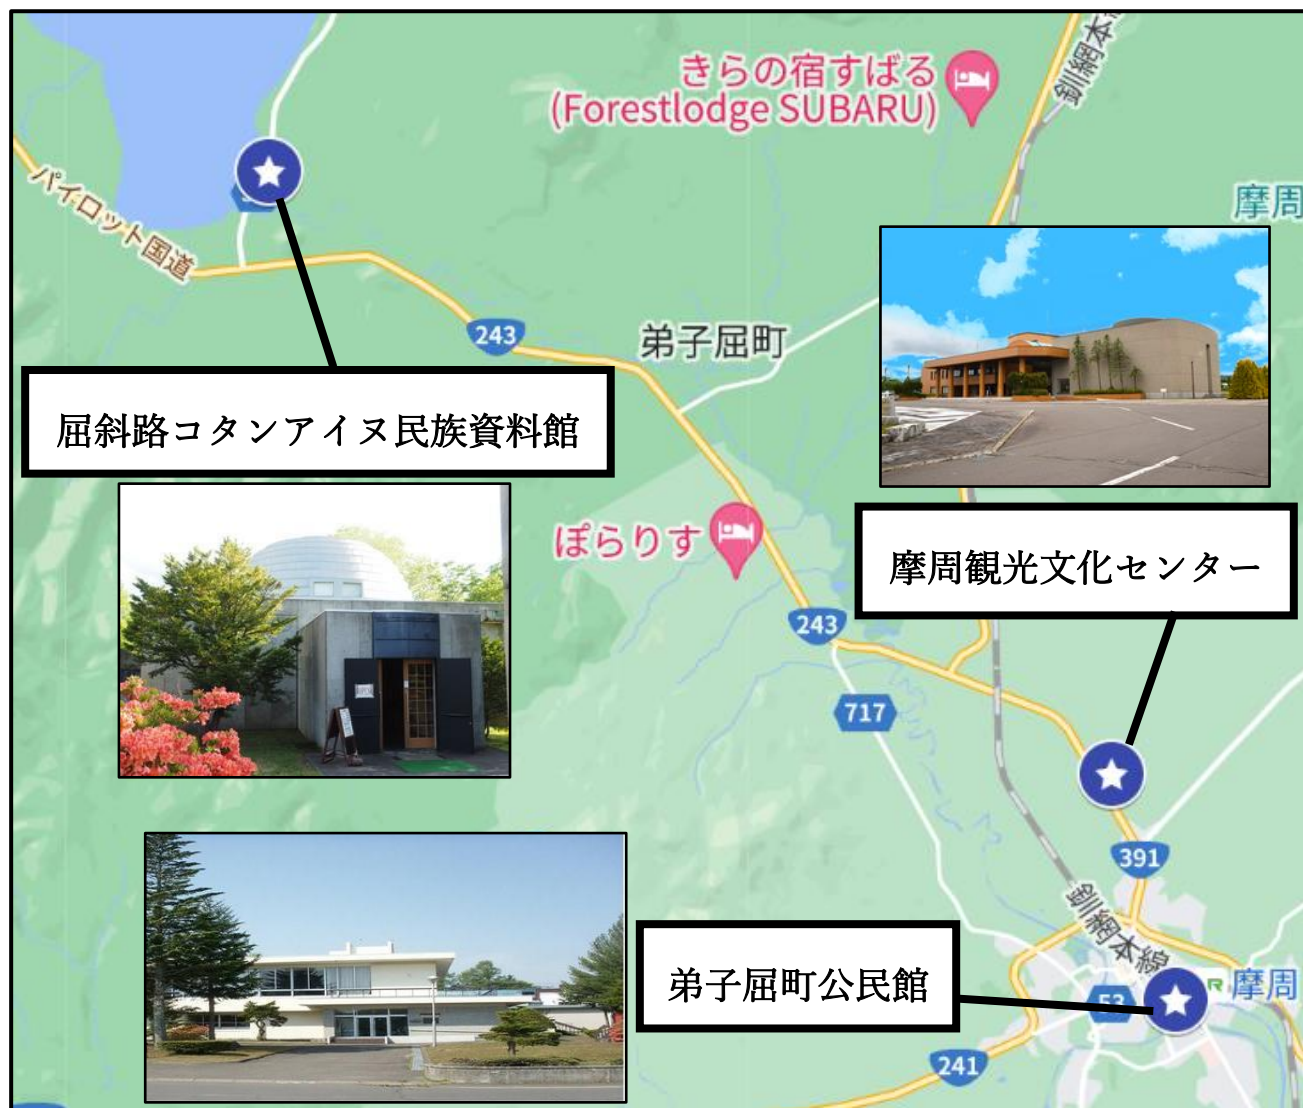 きらの宿すばる
(Forestlodge SUBARU)
釧網本
摩周
パイロット国道
243
弟子屈町
屈斜路コタンアイヌ民族資料館
ぽらりす
摩周観光文化センター
243
717
391
釧網本線
弟子屈町公民館
53
摩周
241